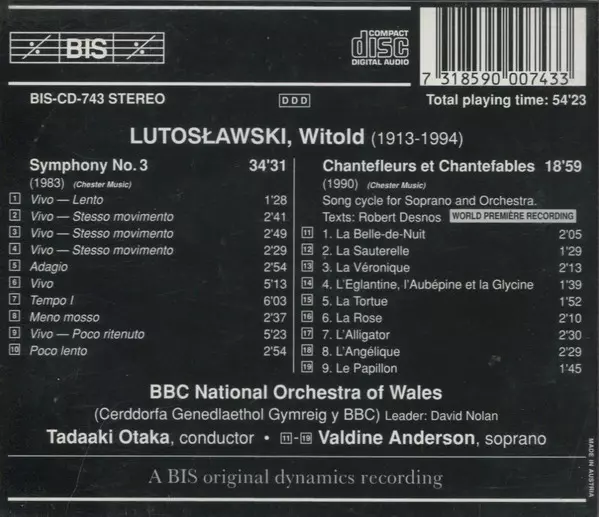 BIS
COMPACT
disc
DIGITAL AUDIO
7 318590 007433
BIS-CD-743 STEREO
DDD
Total playing time: 54'23
LUTOSŁAWSKI, Witold (1913-1994)
Symphony No. 3 34'31
(1983) (Chester Music)
1 Vivo — Lento 1'28
2 Vivo — Stesso movimento 2'41
3 Vivo — Stesso movimento 2'49
4 Vivo — Stesso movimento 2'29
5 Adagio 2'54
6 Vivo 5'13
7 Tempo I 6'03
8 Meno mosso 2'37
9 Vivo — Poco ritenuto 5'23
10 Poco lento 2'54
Chantefleurs et Chantefables 18'59
(1990) (Chester Music)
Song cycle for Soprano and Orchestra.
Texts: Robert Desnos WORLD PREMIÈRE RECORDING
11 1. La Belle-de-Nuit 2'05
12 2. La Sauterelle 1'29
13 3. La Véronique 2'13
14 4. L'Eglantine, l'Aubépine et la Glycine 1'39
15 5. La Tortue 1'52
16 6. La Rose 2'10
17 7. L'Alligator 2'30
18 8. L'Angélique 2'29
19 9. Le Papillon 1'45
BBC National Orchestra of Wales
(Cerddorfa Genedlaethol Gymreig y BBC) Leader: David Nolan
Tadaaki Otaka, conductor • 11-19 Valdine Anderson, soprano
A BIS original dynamics recording
MADE IN AUSTRIA